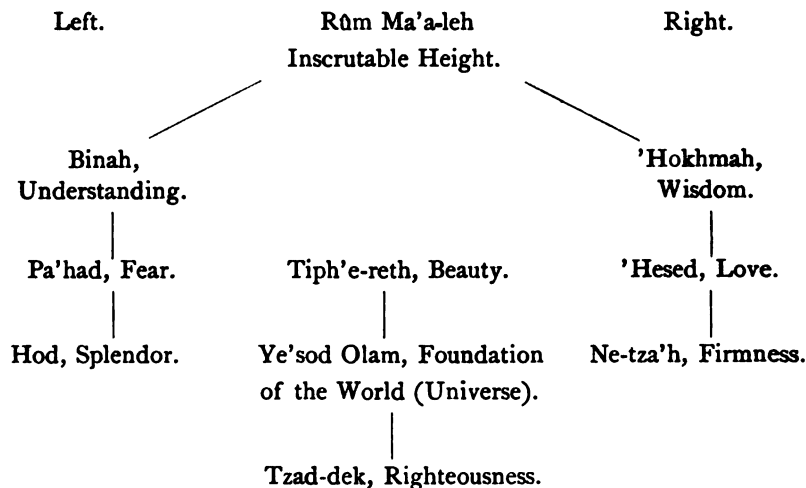 Left. Rûm Ma’a-leh Right.
Inscrutable Height.
Binah, ’Hokhmah,
Understanding. Wisdom.
Pa’had, Fear. Tiph’e-reth, Beauty. ’Hesed, Love.
Hod, Splendor. Ye’sod Olam, Foundation Ne-tza’h, Firmness.
of the World (Universe).
Tzad-dek, Righteousness.